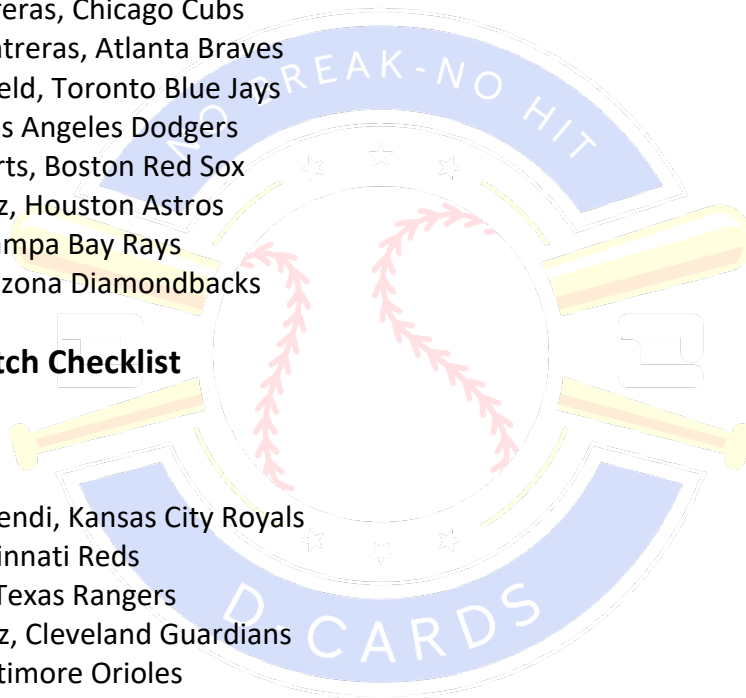 reras, Chicago Cubs
ntreras, Atlanta Braves
eld, Toronto Blue Jays
s Angeles Dodgers
rts, Boston Red Sox
z, Houston Astros
ampa Bay Rays
izona Diamondbacks
tch Checklist
endi, Kansas City Royals
innati Reds
Texas Rangers
z, Cleveland Guardians
timore Orioles
NO BREAK-NO HIT
D-CARDS